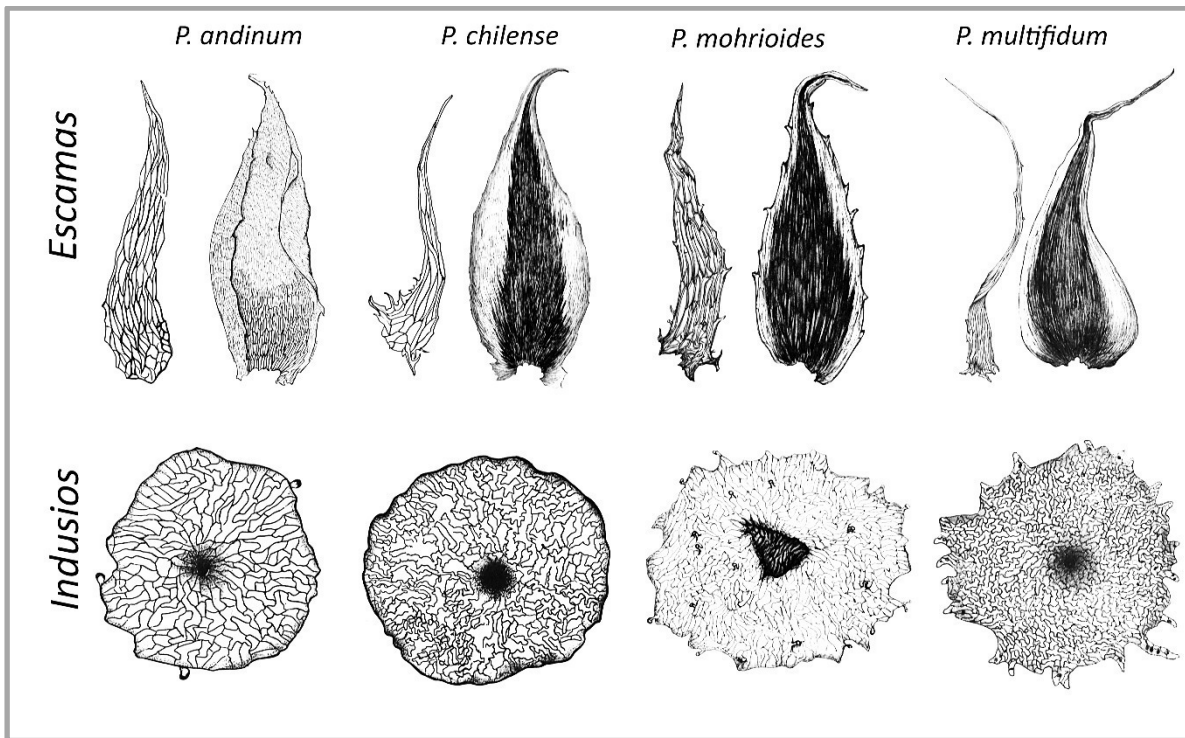 P. andinum
P. chilense
P. mohrioides
P. multifidum
Escamas
Indusios